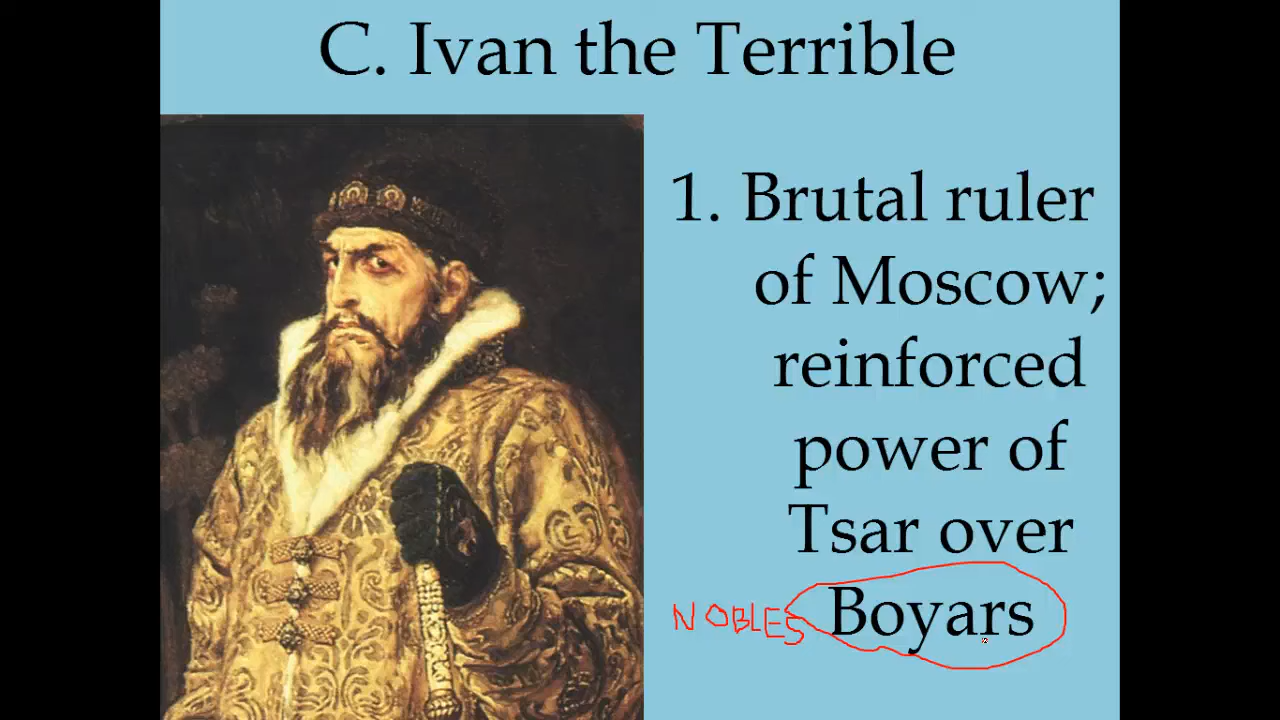 C. Ivan the Terrible
1. Brutal ruler
of Moscow;
reinforced
power of
Tsar over
NOBLES Boyars